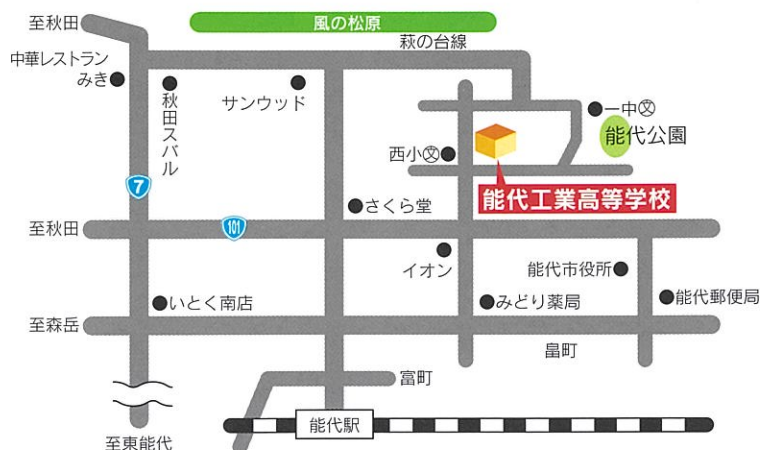 至秋田
風の松原
萩の台線
中華レストラン
みき
秋田スバル
サンウッド
一中文
能代公園
西小文
7
能代工業高等学校
さくら堂
至秋田
101
イオン
能代市役所
いとく南店
みどり薬局
能代郵便局
至森岳
畠町
富町
能代駅
至東能代